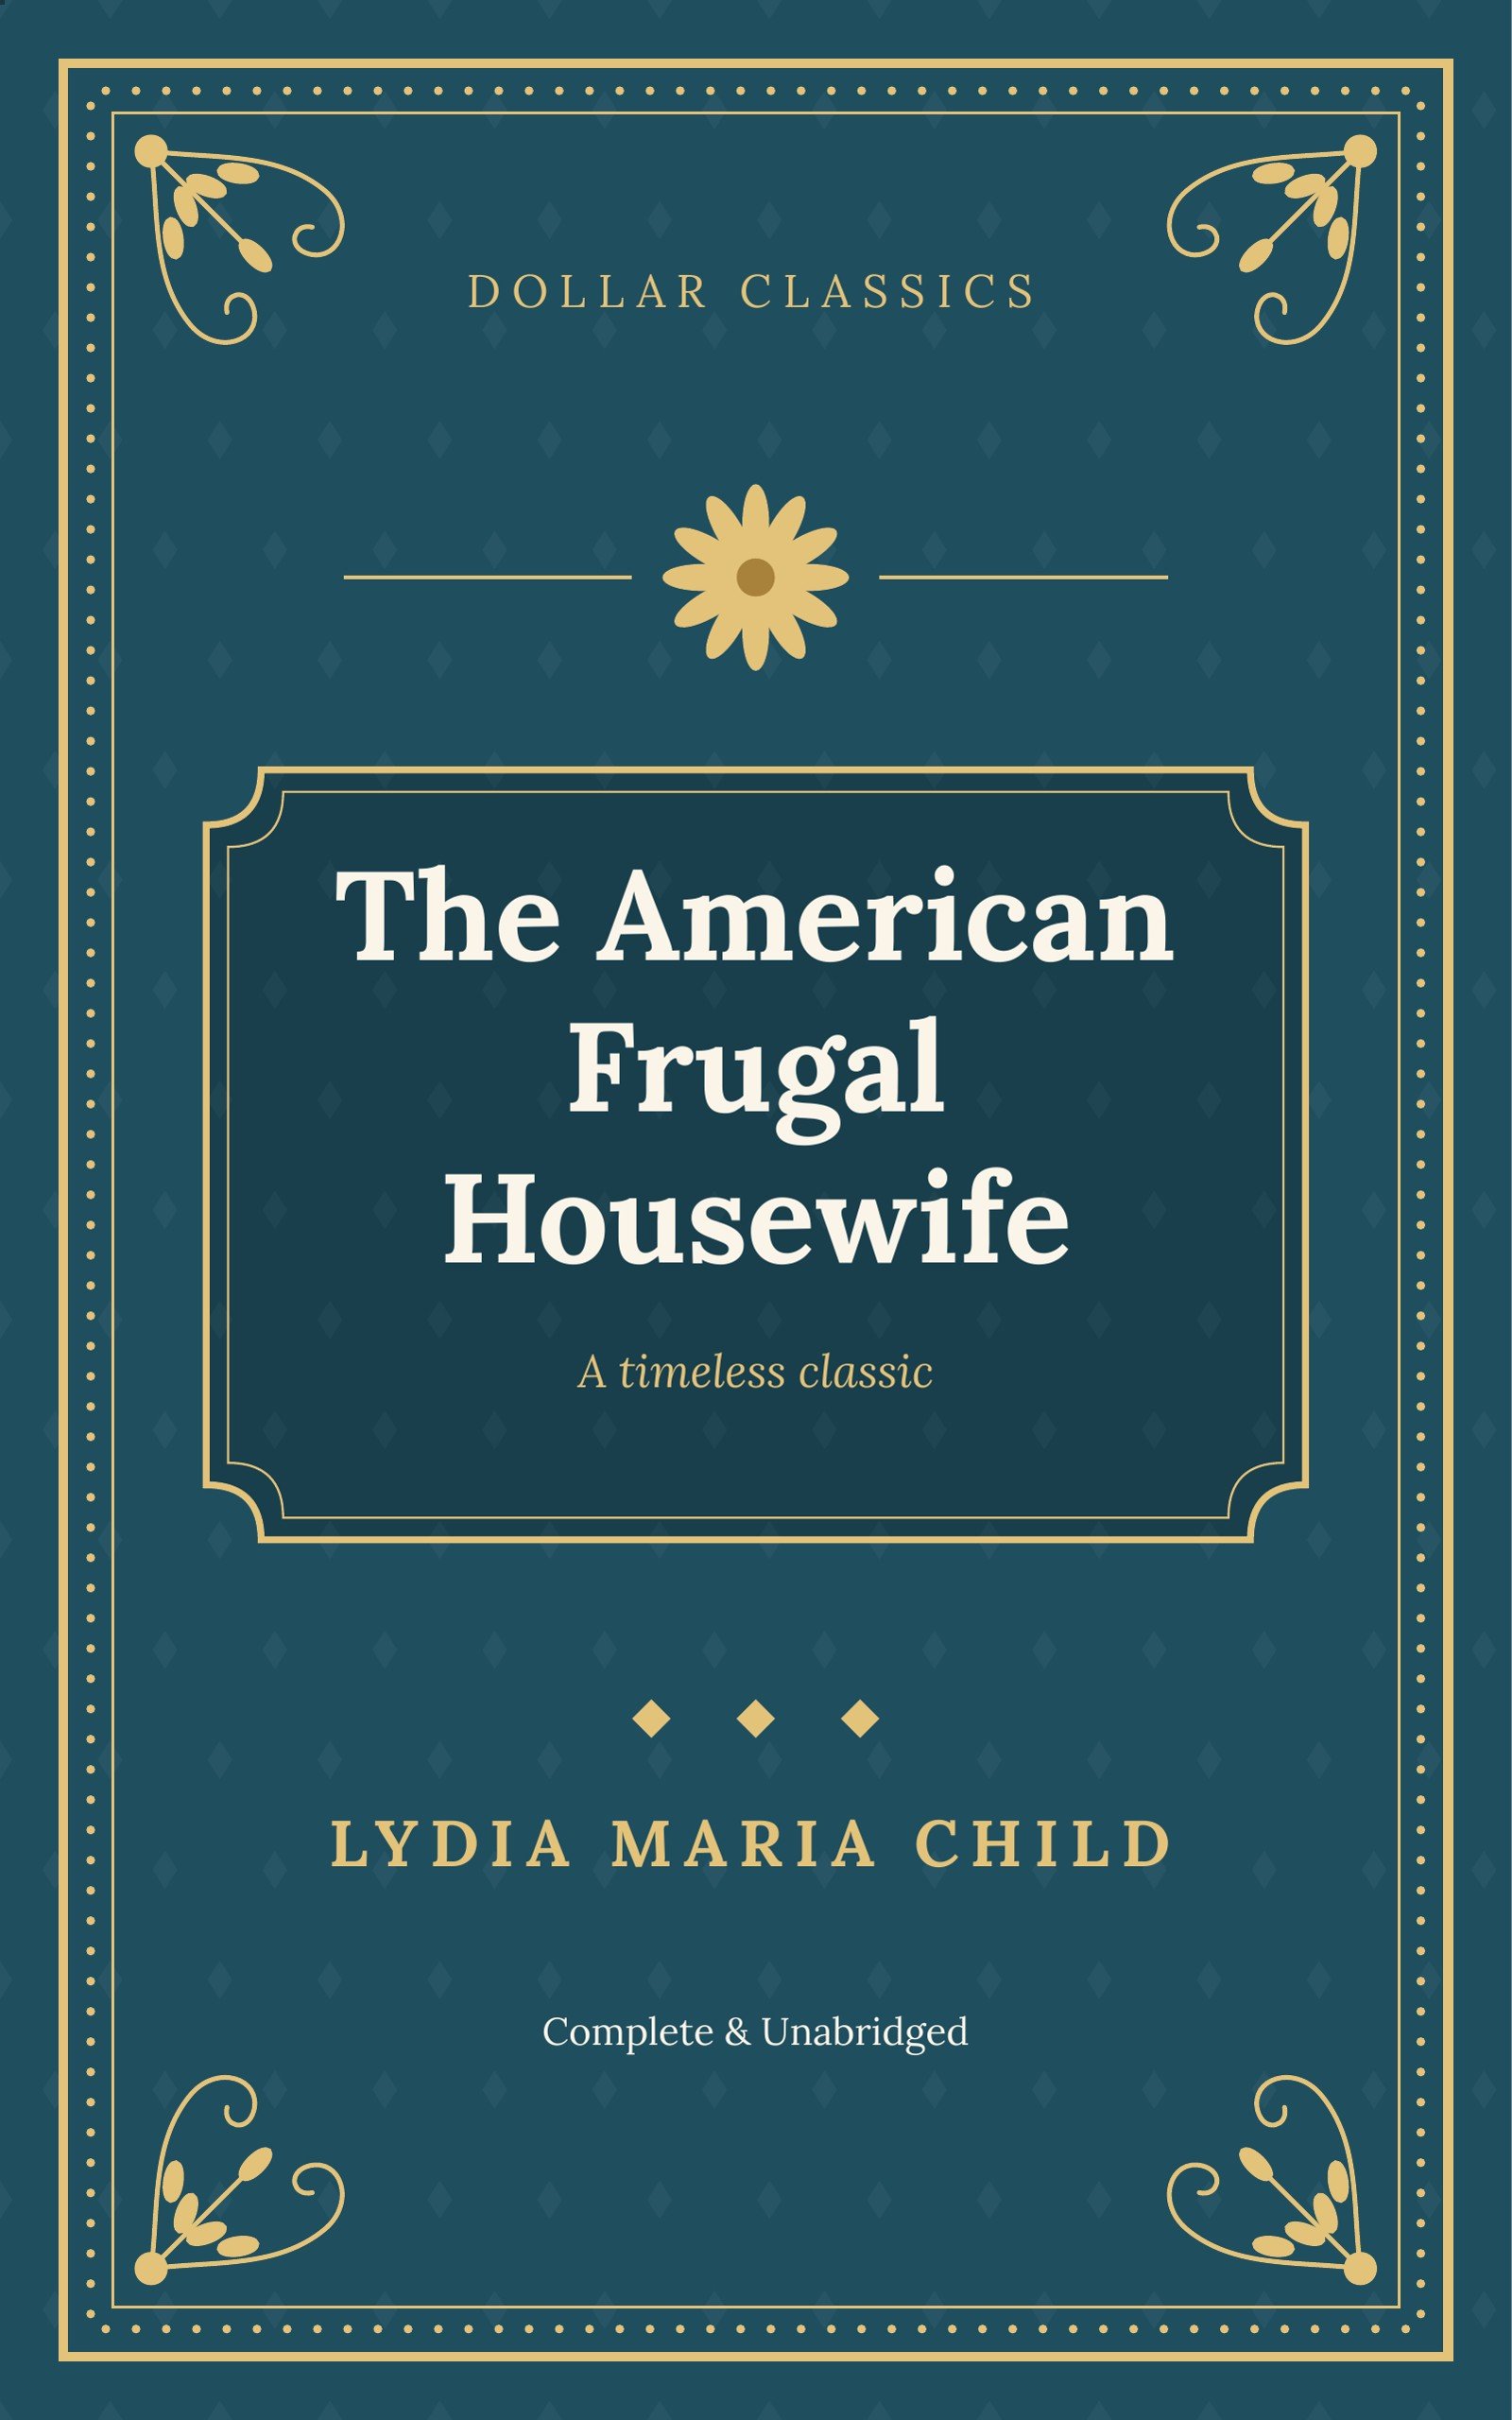 DOLLAR CLASSICS
The American
Frugal
Housewife
A timeless classic
LYDIA MARIA CHILD
Complete & Unabridged